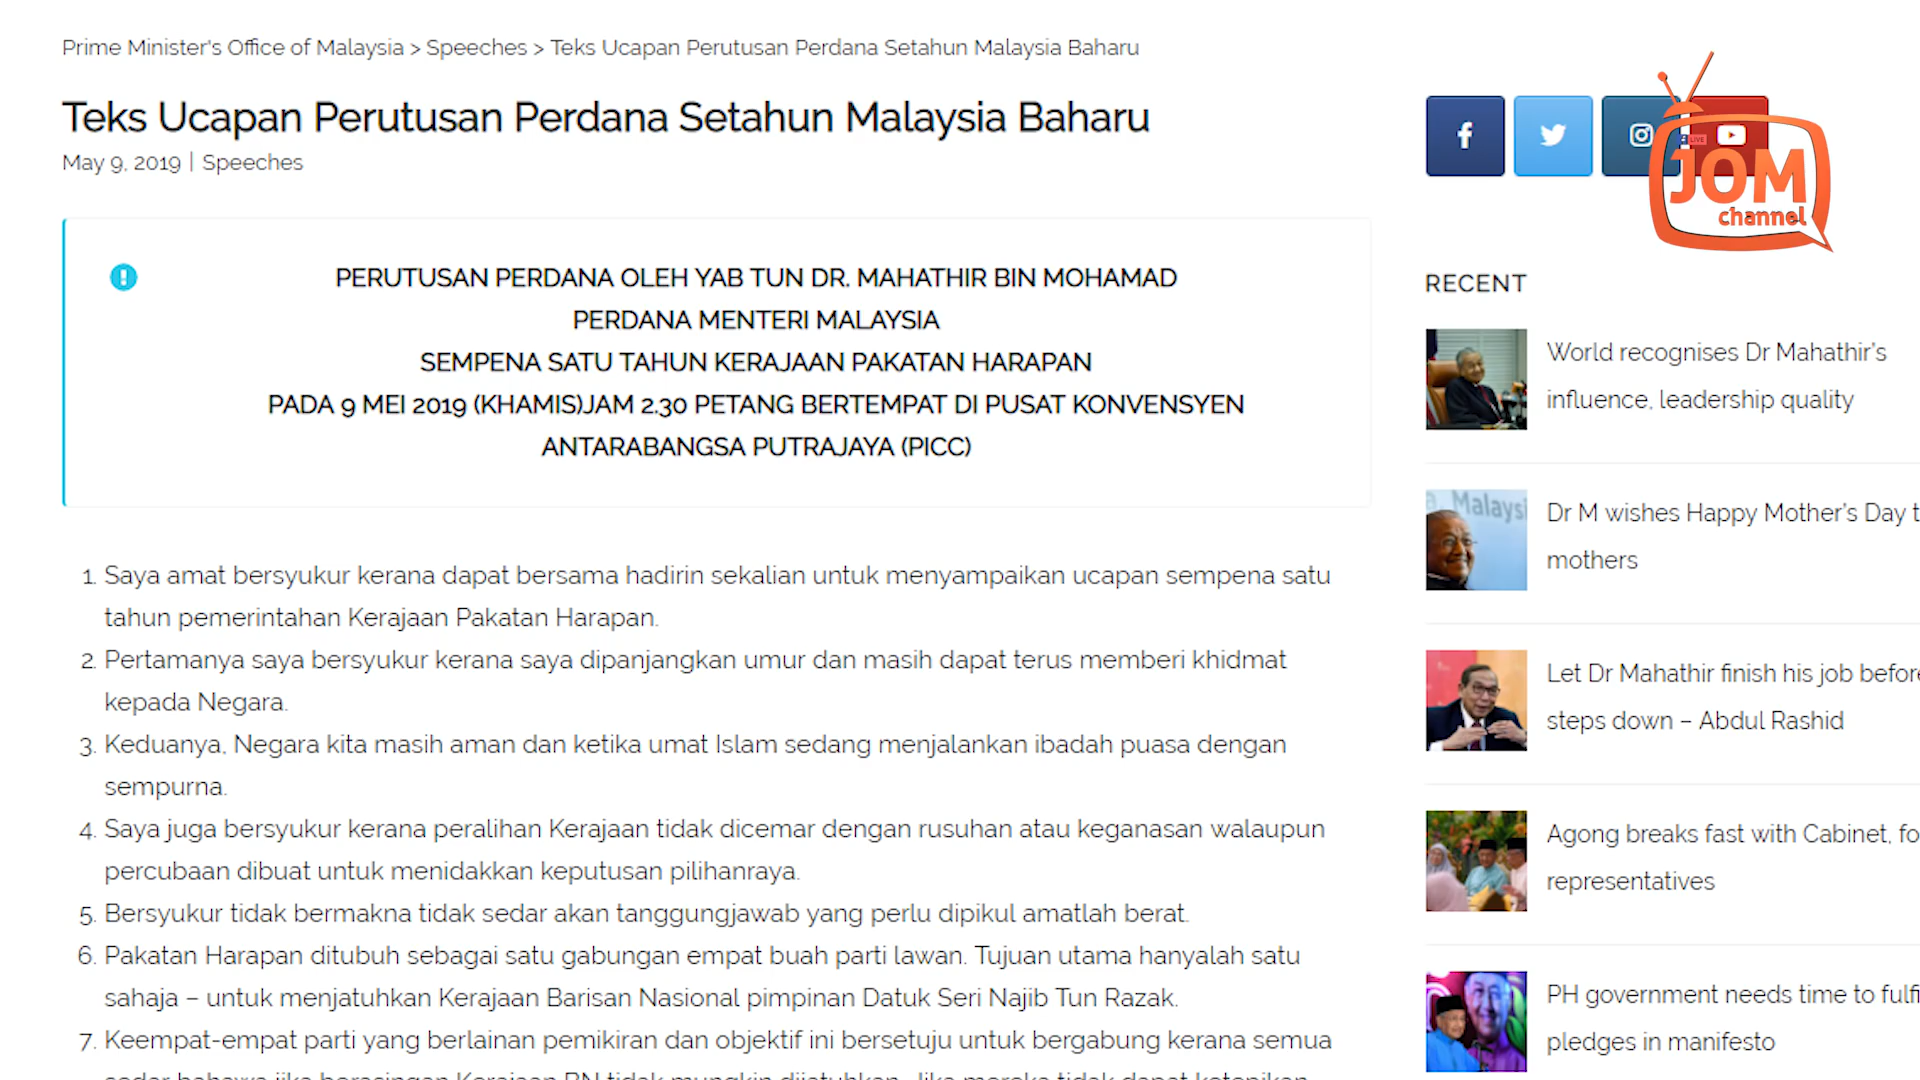 Prime Minister's Office of Malaysia > Speeches > Teks Ucapan Perutusan Perdana Setahun Malaysia Baharu
Teks Ucapan Perutusan Perdana Setahun Malaysia Baharu
May 9, 2019 | Speeches
PERUTUSAN PERDANA OLEH YAB TUN DR. MAHATHIR BIN MOHAMAD
PERDANA MENTERI MALAYSIA
SEMPENA SATU TAHUN KERAJAAN PAKATAN HARAPAN
PADA 9 MEI 2019 (KHAMIS)JAM 2.30 PETANG BERTEMPAT DI PUSAT KONVENSYEN
ANTARABANGSA PUTRAJAYA (PICC)
1. Saya amat bersyukur kerana dapat bersama hadirin sekalian untuk menyampaikan ucapan sempena satu
tahun pemerintahan Kerajaan Pakatan Harapan.
2. Pertamanya saya bersyukur kerana saya dipanjangkan umur dan masih dapat terus memberi khidmat
kepada Negara.
3. Keduanya, Negara kita masih aman dan ketika umat Islam sedang menjalankan ibadah puasa dengan
sempurna.
4. Saya juga bersyukur kerana peralihan Kerajaan tidak dicemar dengan rusuhan atau keganasan walaupun
percubaan dibuat untuk menidakkan keputusan pilihanraya.
5. Bersyukur tidak bermakna tidak sedar akan tanggungjawab yang perlu dipikul amatlah berat.
6. Pakatan Harapan ditubuh sebagai satu gabungan empat buah parti lawan. Tujuan utama hanyalah satu
sahaja – untuk menjatuhkan Kerajaan Barisan Nasional pimpinan Datuk Seri Najib Tun Razak.
7. Keempat-empat parti yang berlainan pemikiran dan objektif ini bersetuju untuk bergabung kerana semua
LIVE
JOM
channel
RECENT
World recognises Dr Mahathir's
influence, leadership quality
Malaysi
Dr M wishes Happy Mother's Day t
mothers
Let Dr Mahathir finish his job before
steps down – Abdul Rashid
Agong breaks fast with Cabinet, fo
representatives
PH government needs time to fulfi
pledges in manifesto